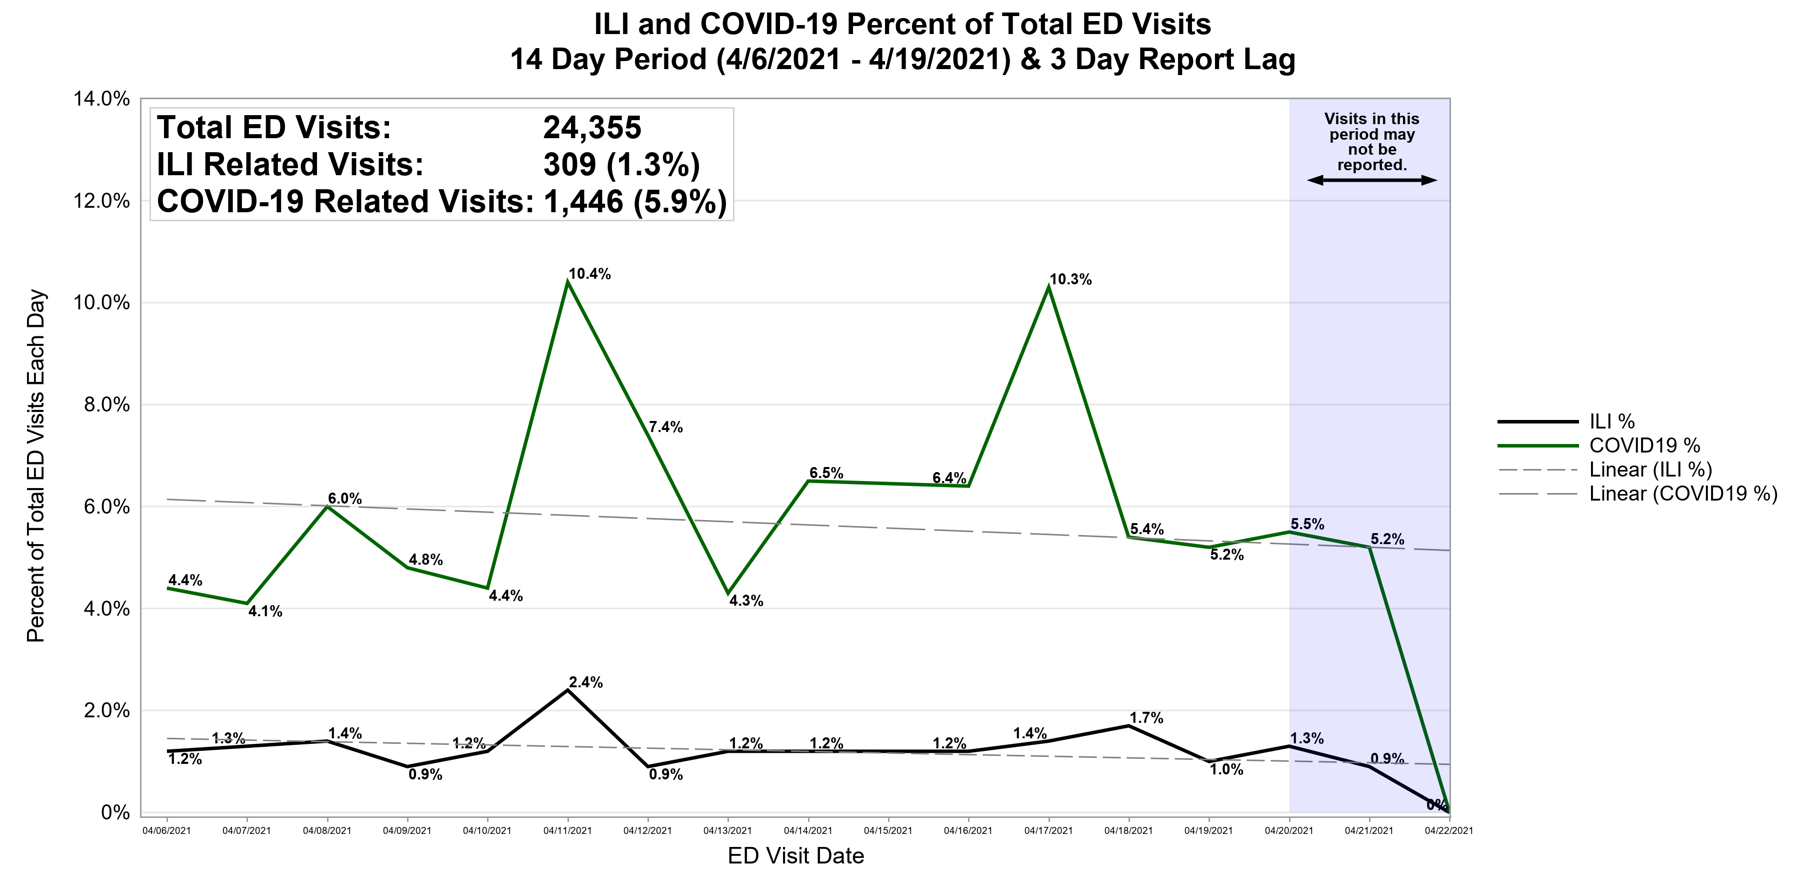 ILI and COVID-19 Percent of Total ED Visits
14 Day Period (4/6/2021 - 4/19/2021) & 3 Day Report Lag
Total ED Visits: 24,355
ILI Related Visits: 309 (1.3%)
COVID-19 Related Visits: 1,446 (5.9%)
Visits in this
period may
not be
reported.
Percent of Total ED Visits Each Day
14.0%
12.0%
10.0%
8.0%
6.0%
4.0%
2.0%
0%
4.4%
4.1%
6.0%
4.8%
4.4%
10.4%
7.4%
4.3%
6.5%
6.4%
10.3%
5.4%
5.2%
5.5%
5.2%
1.2%
1.3%
1.4%
0.9%
1.2%
2.4%
0.9%
1.2%
1.2%
1.2%
1.4%
1.7%
1.0%
1.3%
0.9%
0%
04/06/2021 04/07/2021 04/08/2021 04/09/2021 04/10/2021 04/11/2021 04/12/2021 04/13/2021 04/14/2021 04/15/2021 04/16/2021 04/17/2021 04/18/2021 04/19/2021 04/20/2021 04/21/2021 04/22/2021
ED Visit Date
ILI %
COVID19 %
Linear (ILI %)
Linear (COVID19 %)